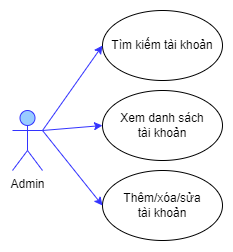 Tìm kiếm tài khoản
Xem danh sách
tài khoản
Admin
Thêm/xóa/sửa
tài khoản